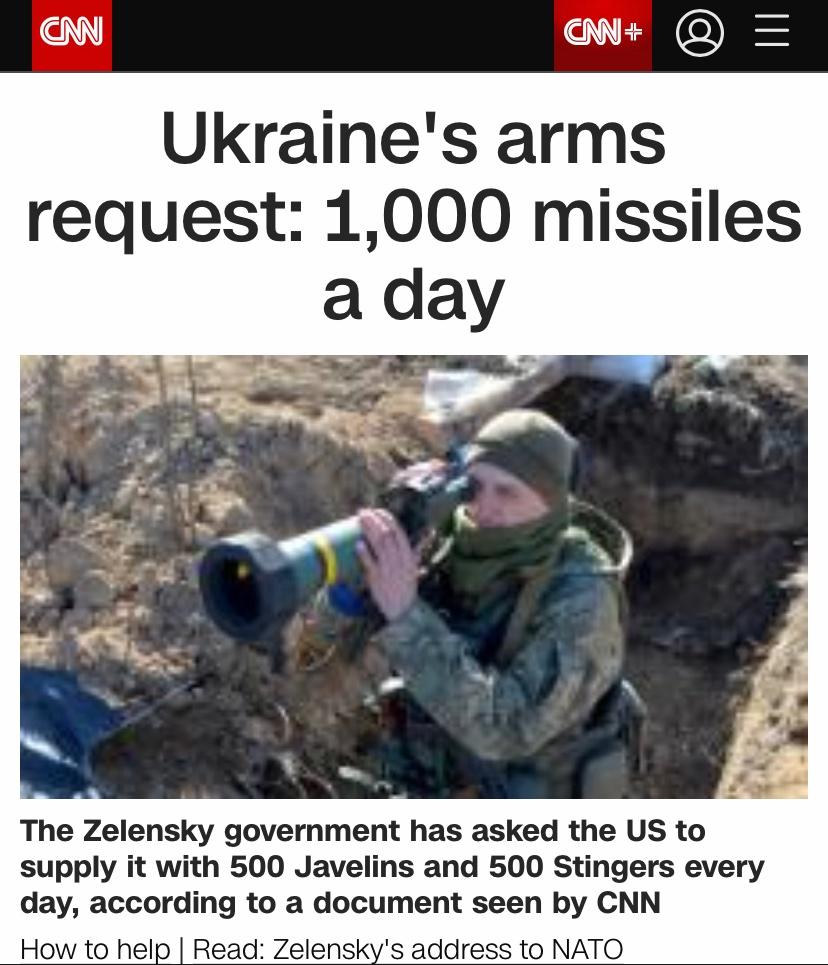 CNN CNN+
Ukraine's arms
request: 1,000 missiles
a day
The Zelensky government has asked the US to
supply it with 500 Javelins and 500 Stingers every
day, according to a document seen by CNN
How to help | Read: Zelensky's address to NATO